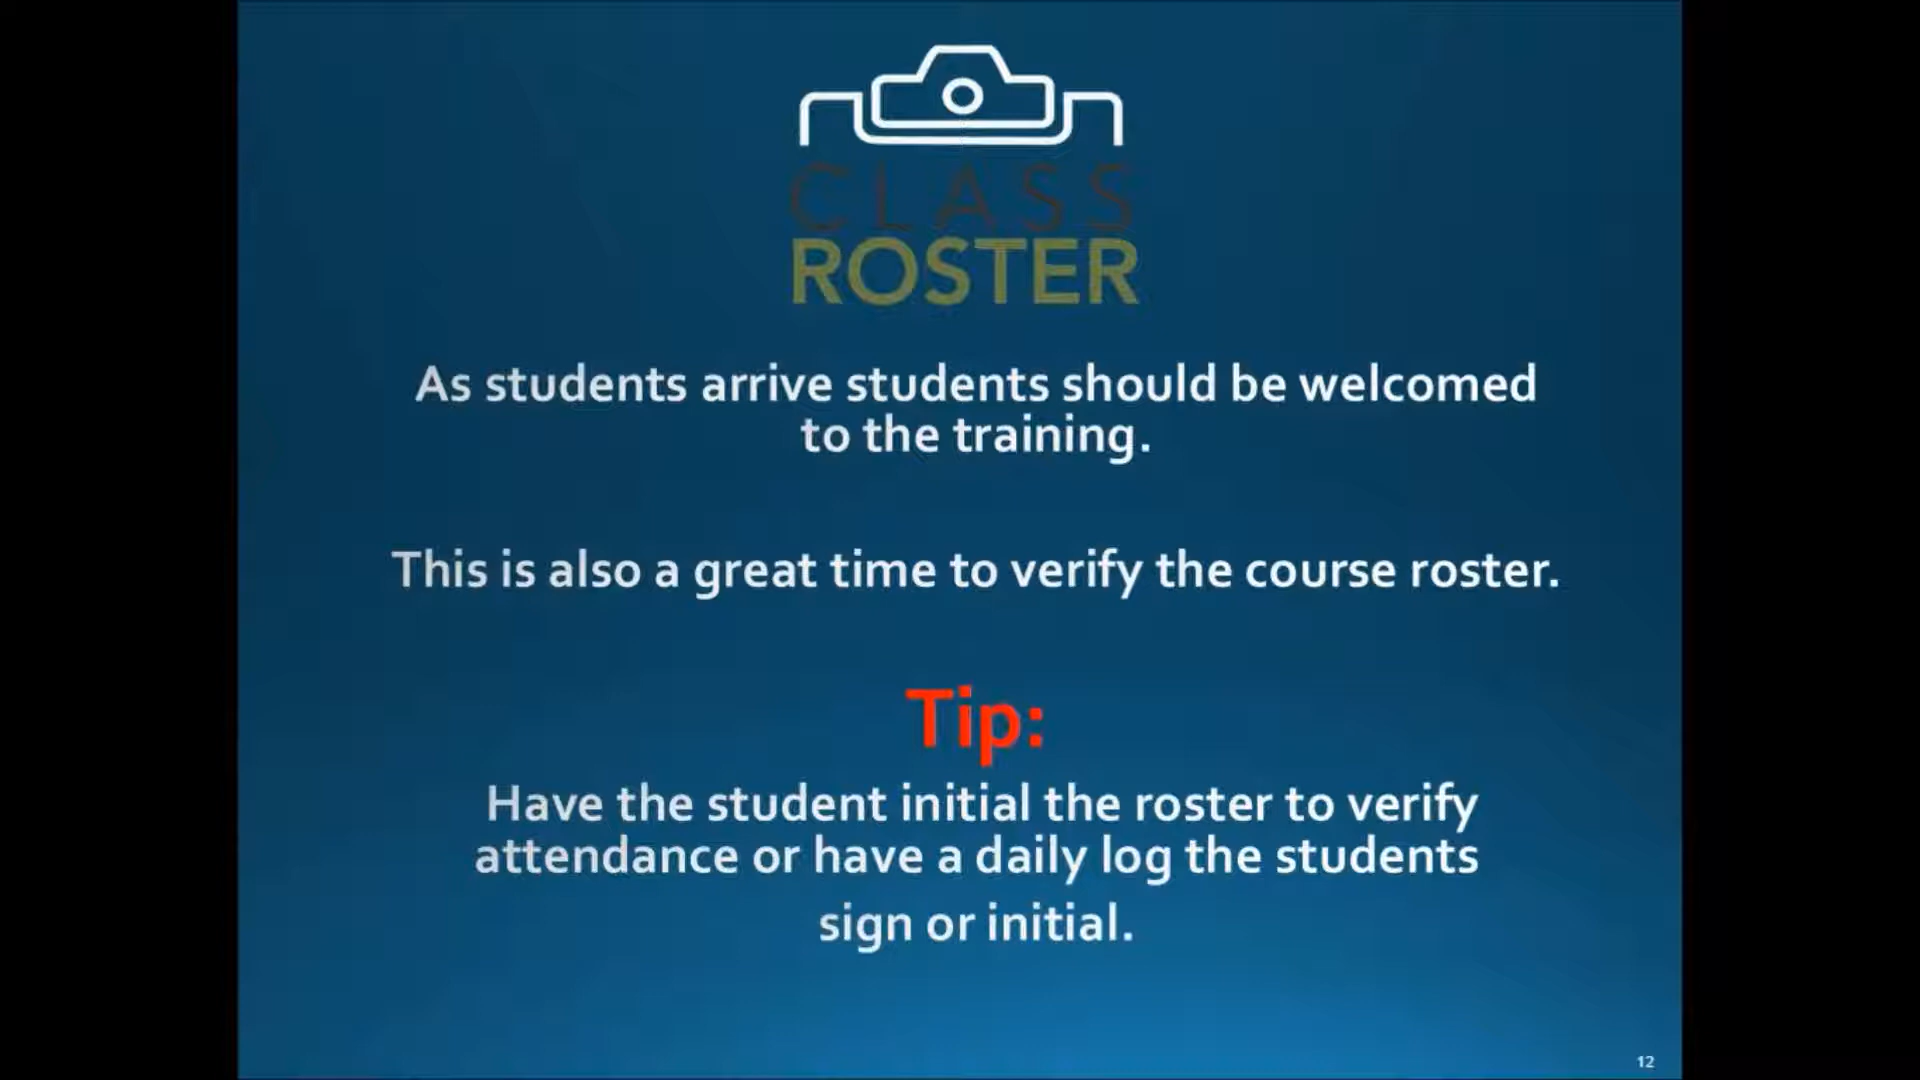 CLASS
ROSTER
As students arrive students should be welcomed
to the training.
This is also a great time to verify the course roster.
Tip:
Have the student initial the roster to verify
attendance or have a daily log the students
sign or initial.
12